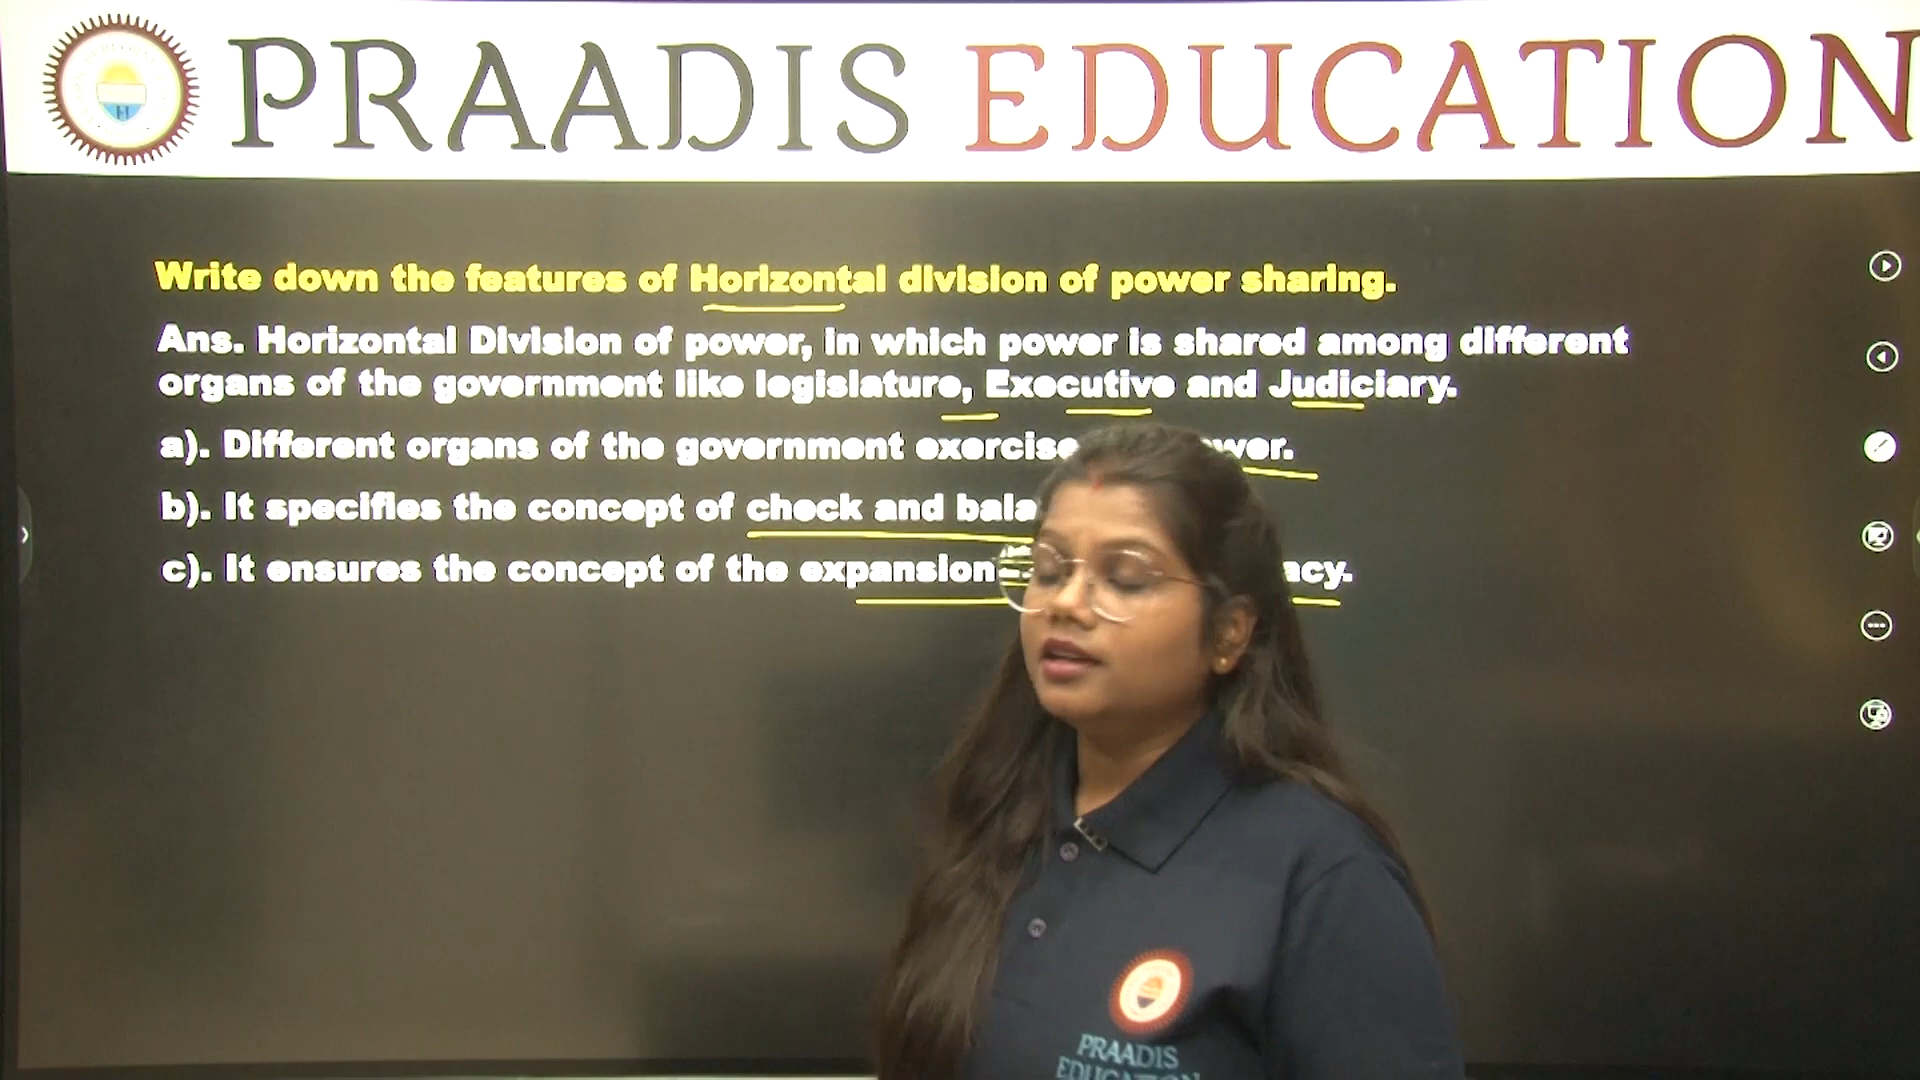 PRAADIS EDUCATION
Write down the features of Horizontal division of power sharing.
Ans. Horizontal Division of power, in which power is shared among different
organs of the government like legislature, Executive and Judiciary.
a). Different organs of the government exercise
b). It specifies the concept of check and
c). It ensures the concept of the expansion
PRAADIS
EDUCATION